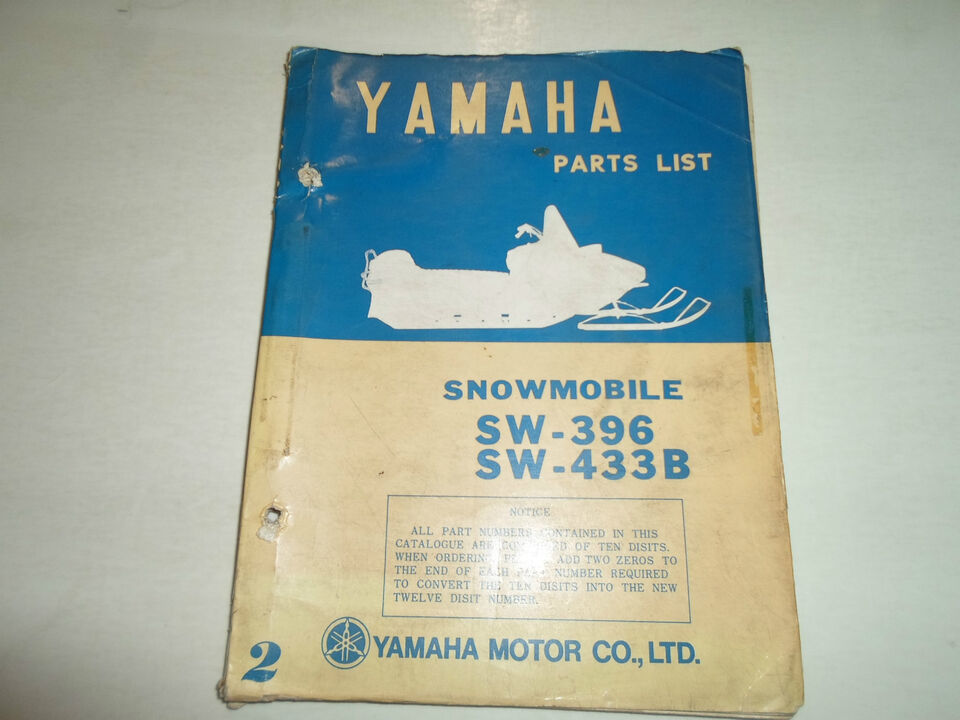 YAMAHA
PARTS LIST
SNOWMOBILE
SW-396
SW-433B
NOTICE
ALL PART NUMBERS CONTAINED IN THIS
CATALOGUE ARE OF TEN DISITS.
WHEN ORDERING ADD TWO ZEROS TO
THE END OF EACH PART NUMBER REQUIRED
TO CONVERT THE TEN DISITS INTO THE NEW
TWELVE DISIT NUMBER.
2
YAMAHA MOTOR CO., LTD.